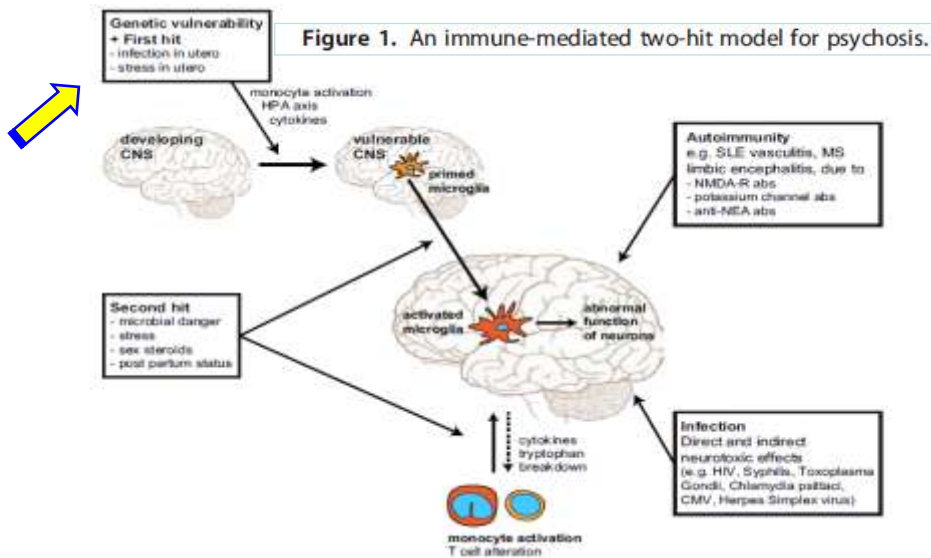 Genetic vulnerability
+ First hit
- infection in utero
- stress in utero
Figure 1. An immune-mediated two-hit model for psychosis.
monocyte activation
HPA axis
cytokines
developing
CNS
vulnerable
CNS
primed
microglia
Autoimmunity
e.g. SLE vasculitis, MS
limbic encephalitis, due to
- NMDA-R abs
- potassium channel abs
- anti-NEA abs
Second hit
- microbial danger
- stress
- sex steroids
- post partum status
activated
microglia
abnormal
function
of neurons
cytokines
tryptophan
breakdown
monocyte activation
T cell alteration
Infection
Direct and indirect
neurotoxic effects
(e.g. HIV, Syphilis, Toxoplasma
Gondii, Chlamydia psittaci,
CMV, Herpes Simplex virus)